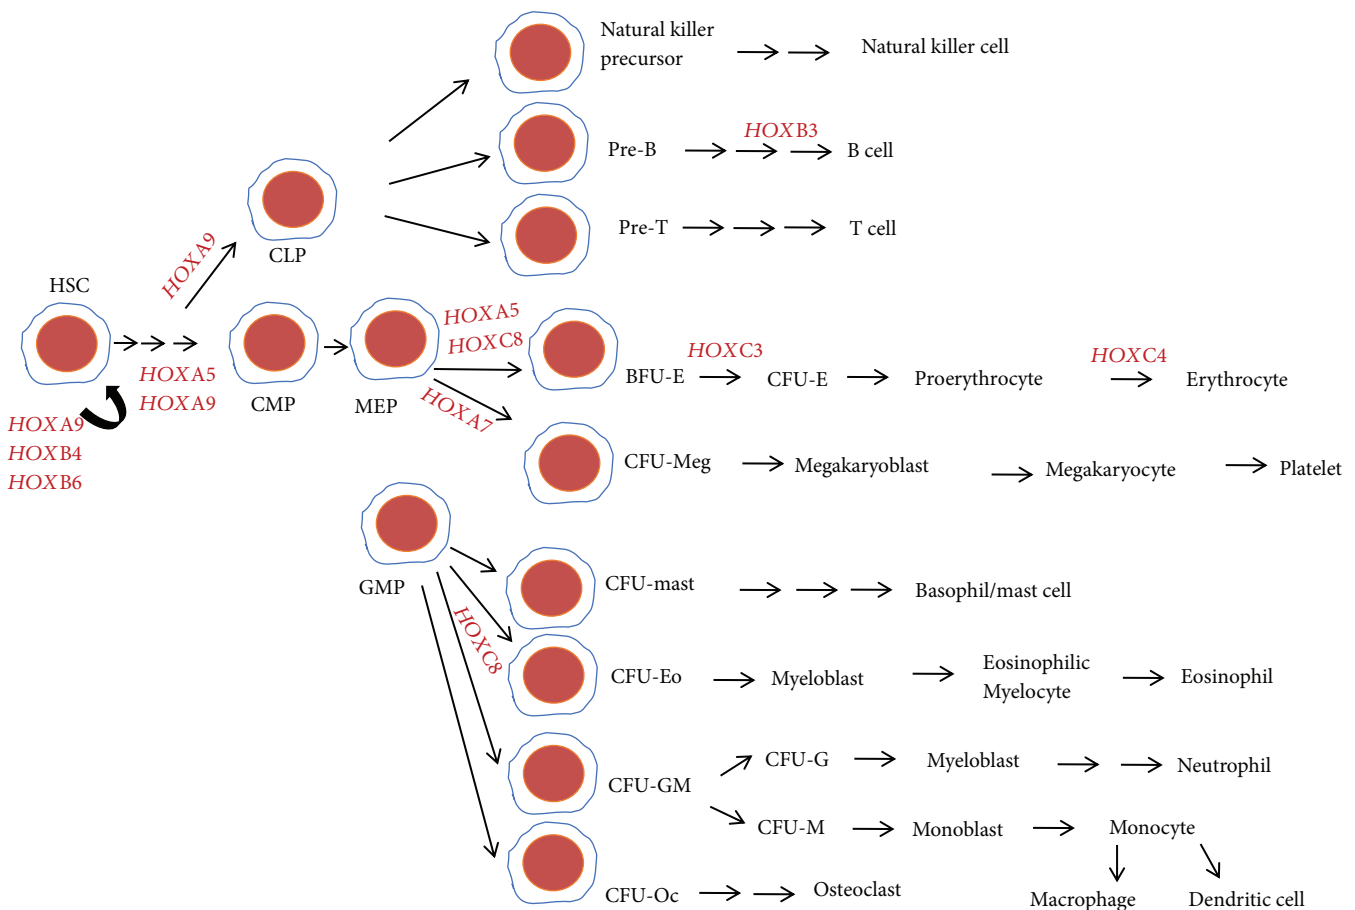 Natural killer
precursor
Natural killer cell
HOXB3
Pre-B
B cell
Pre-T
T cell
HOXA9
CLP
HSC
HOXA5
HOXA9
HOXA9
HOXB4
HOXB6
CMP
MEP
HOXA5
HOXC8
HOXA7
BFU-E
HOXC3
CFU-E
Proerythrocyte
HOXC4
Erythrocyte
CFU-Meg
Megakaryoblast
Megakaryocyte
Platelet
GMP
HOXC8
CFU-mast
Basophil/mast cell
CFU-Eo
Myeloblast
Eosinophilic
Myelocyte
Eosinophil
CFU-GM
CFU-G
Myeloblast
Neutrophil
CFU-M
Monoblast
Monocyte
Macrophage
Dendritic cell
CFU-Oc
Osteoclast